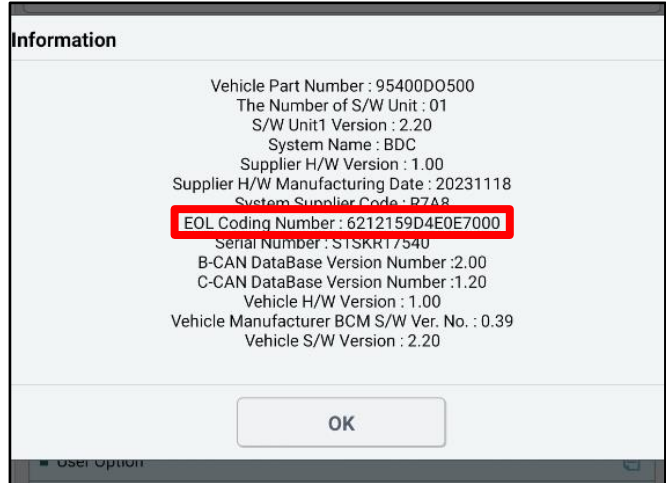 Information
Vehicle Part Number : 95400DO500
The Number of S/W Unit : 01
S/W Unit1 Version : 2.20
System Name : BDC
Supplier H/W Version : 1.00
Supplier H/W Manufacturing Date : 20231118
System Supplier Code : R7A8
EOL Coding Number : 6212159D4E0E7000
Serial Number : STSKR17540
B-CAN DataBase Version Number :2.00
C-CAN DataBase Version Number :1.20
Vehicle H/W Version : 1.00
Vehicle Manufacturer BCM S/W Ver. No. : 0.39
Vehicle S/W Version : 2.20
OK
User Option